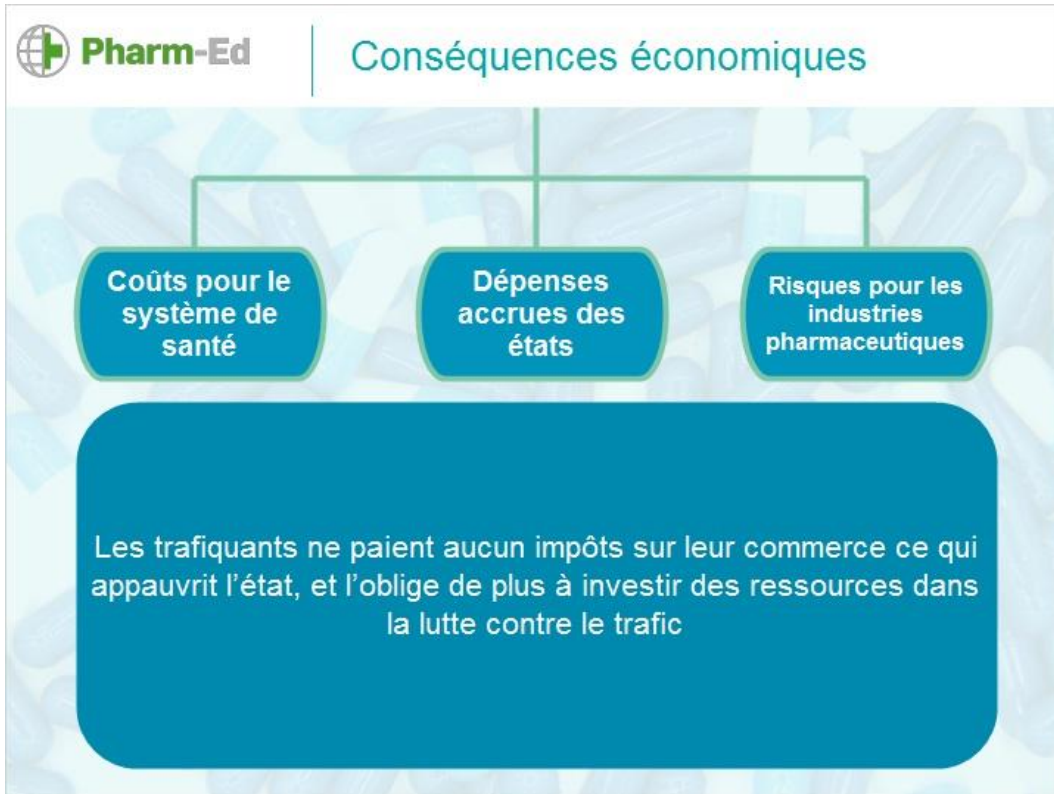 Pharm-Ed
Conséquences économiques
Coûts pour le
système de
santé
Dépenses
accrues des
états
Risques pour les
industries
pharmaceutiques
Les trafiquants ne paient aucun impôts sur leur commerce ce qui
appauvrit l’état, et l’oblige de plus à investir des ressources dans
la lutte contre le trafic